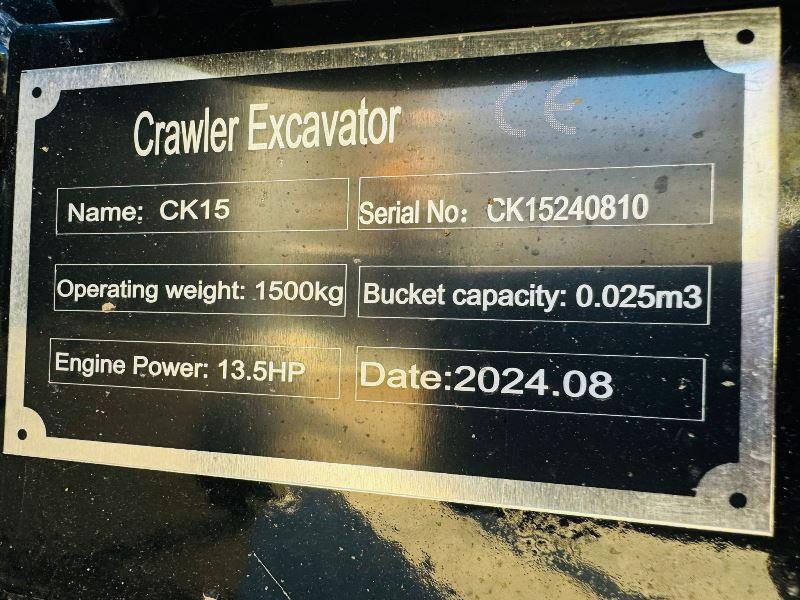 CE
Crawler Excavator
Name: CK15
Serial No: CK15240810
Operating weight: 1500kg
Bucket capacity: 0.025m3
Engine Power: 13.5HP
Date:2024.08